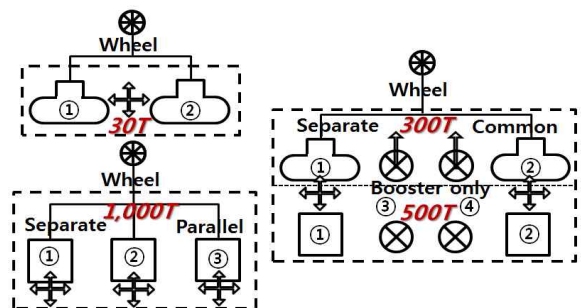 Wheel
① ②
30T
Wheel
1,000T
Separate Parallel
① ② ③
Wheel
Separate 300T Common
① ②
Booster only
③ 500T ④
① ②